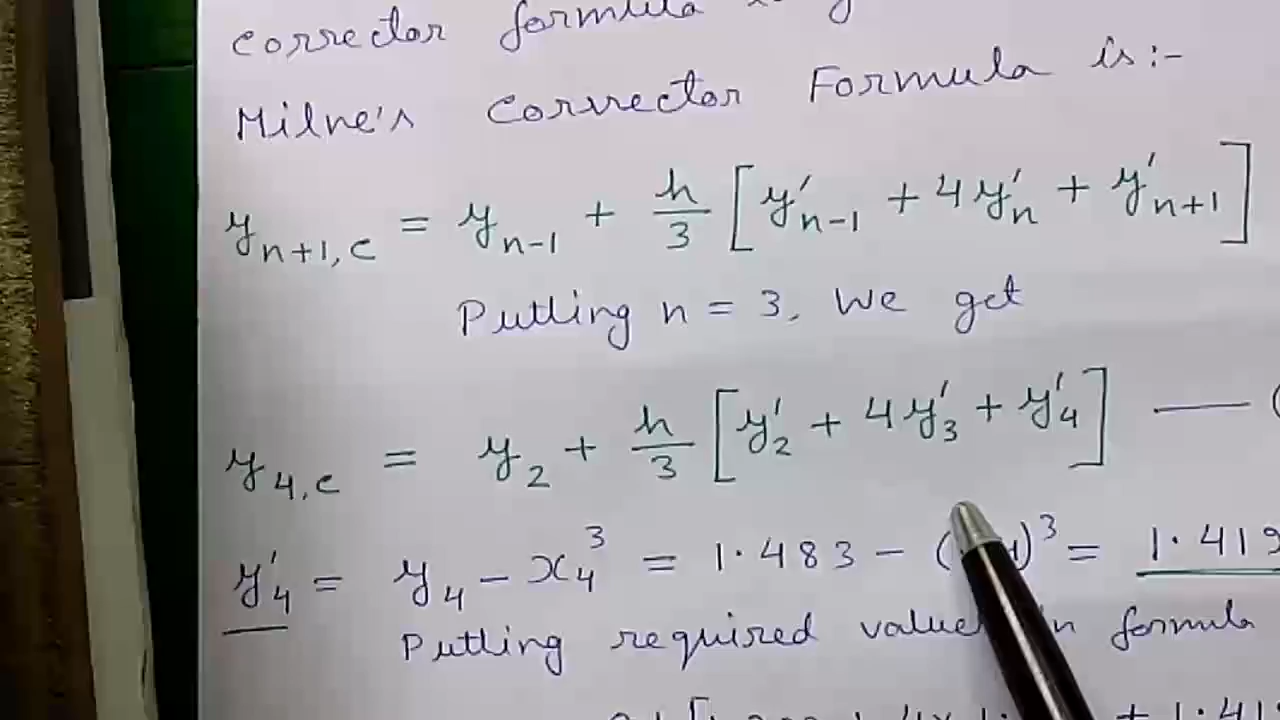 corrector formula
Milne's Corrector Formula is:-
y_{n+1,c} = y_{n-1} + h/3 [y'_{n-1} + 4y'_n + y'_{n+1}]
Putting n = 3, we get
y_{4,c} = y_2 + h/3 [y'_2 + 4y'_3 + y'_4] — (
y'_4 = y_4 - x_4^3 = 1.483 - ( )^3 = 1.419
Putting required value in formula